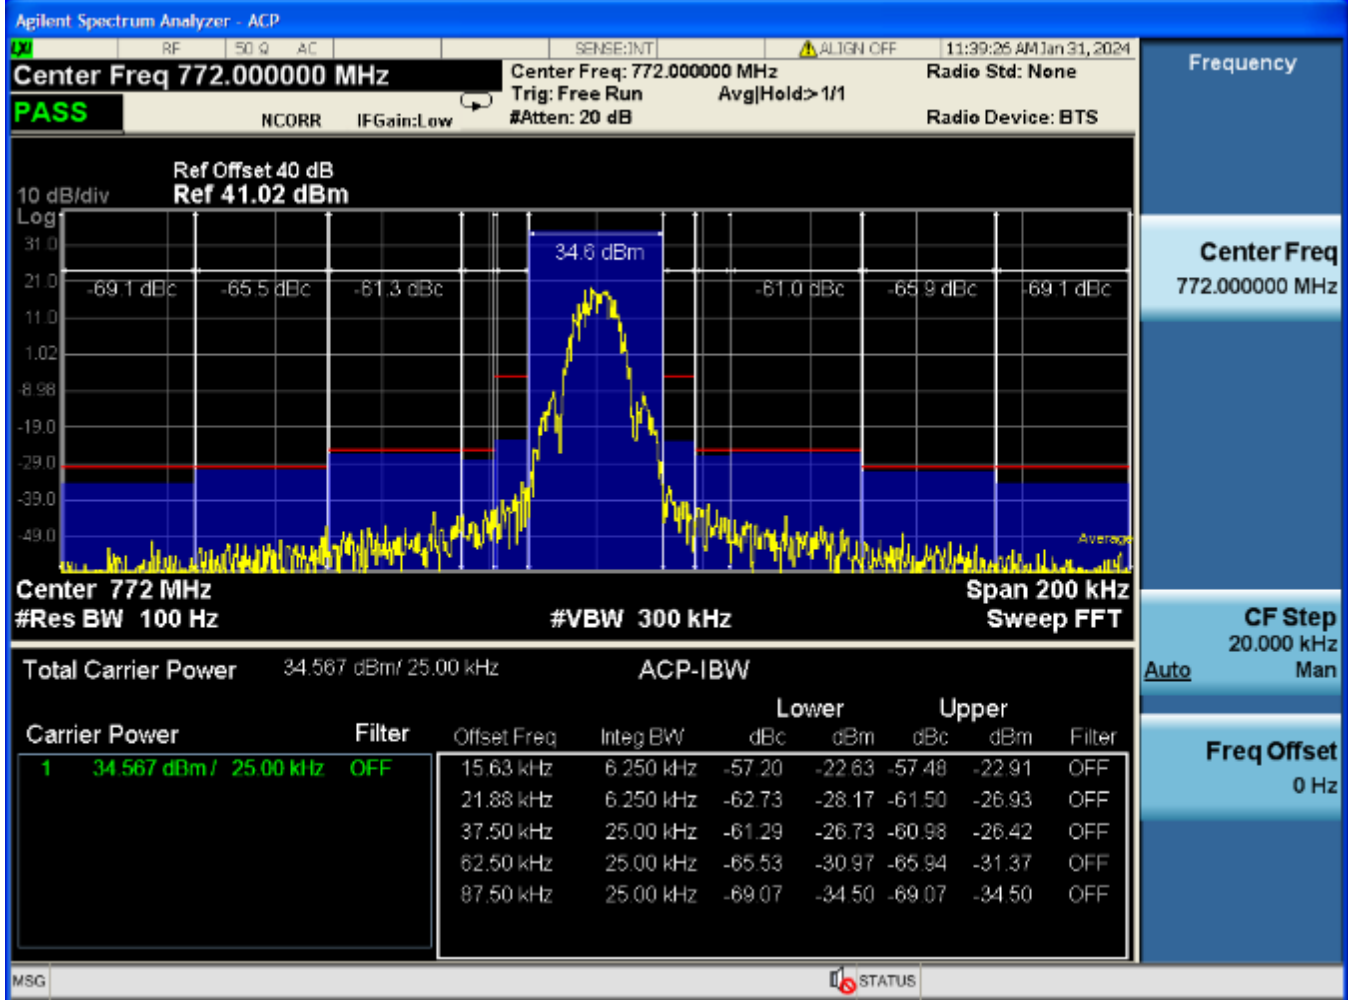 Agilent Spectrum Analyzer - ACP
LXI RF 50 Ω AC SENSE:INT ALIGN OFF 11:39:26 AM Jan 31, 2024
Center Freq 772.000000 MHz
Center Freq: 772.000000 MHz Radio Std: None
Trig: Free Run Avg|Hold:> 1/1
PASS NCORR IFGain:Low #Atten: 20 dB Radio Device: BTS
Ref Offset 40 dB
10 dB/div Ref 41.02 dBm
Log
31.0
21.0
11.0
1.02
-8.98
-19.0
-29.0
-39.0
-49.0
34.6 dBm
-69.1 dBc -65.5 dBc -61.3 dBc -61.0 dBc -65.9 dBc -69.1 dBc
Average
Center 772 MHz Span 200 kHz
#Res BW 100 Hz #VBW 300 kHz Sweep FFT
Total Carrier Power 34.567 dBm/ 25.00 kHz ACP-IBW
Lower Upper
Carrier Power Filter Offset Freq Integ BW dBc dBm dBc dBm Filter
1 34.567 dBm / 25.00 kHz OFF 15.63 kHz 6.250 kHz -57.20 -22.63 -57.48 -22.91 OFF
21.88 kHz 6.250 kHz -62.73 -28.17 -61.50 -26.93 OFF
37.50 kHz 25.00 kHz -61.29 -26.73 -60.98 -26.42 OFF
62.50 kHz 25.00 kHz -65.53 -30.97 -65.94 -31.37 OFF
87.50 kHz 25.00 kHz -69.07 -34.50 -69.07 -34.50 OFF
MSG STATUS
Frequency
Center Freq
772.000000 MHz
CF Step
20.000 kHz
Auto Man
Freq Offset
0 Hz